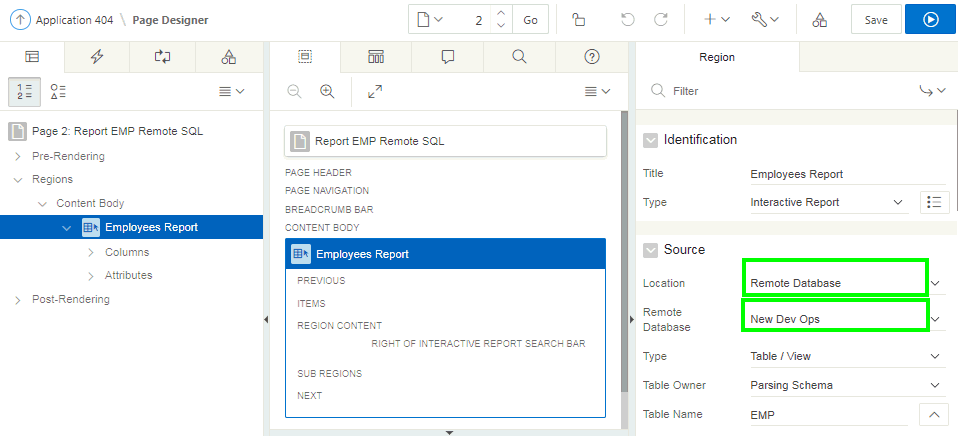 Application 404 \ Page Designer
2
Go
Save
Page 2: Report EMP Remote SQL
Pre-Rendering
Regions
Content Body
Employees Report
Columns
Attributes
Post-Rendering
Report EMP Remote SQL
PAGE HEADER
PAGE NAVIGATION
BREADCRUMB BAR
CONTENT BODY
Employees Report
PREVIOUS
ITEMS
REGION CONTENT
RIGHT OF INTERACTIVE REPORT SEARCH BAR
SUB REGIONS
NEXT
Region
Filter
Identification
Title Employees Report
Type Interactive Report
Source
Location Remote Database
Remote Database New Dev Ops
Type Table / View
Table Owner Parsing Schema
Table Name EMP